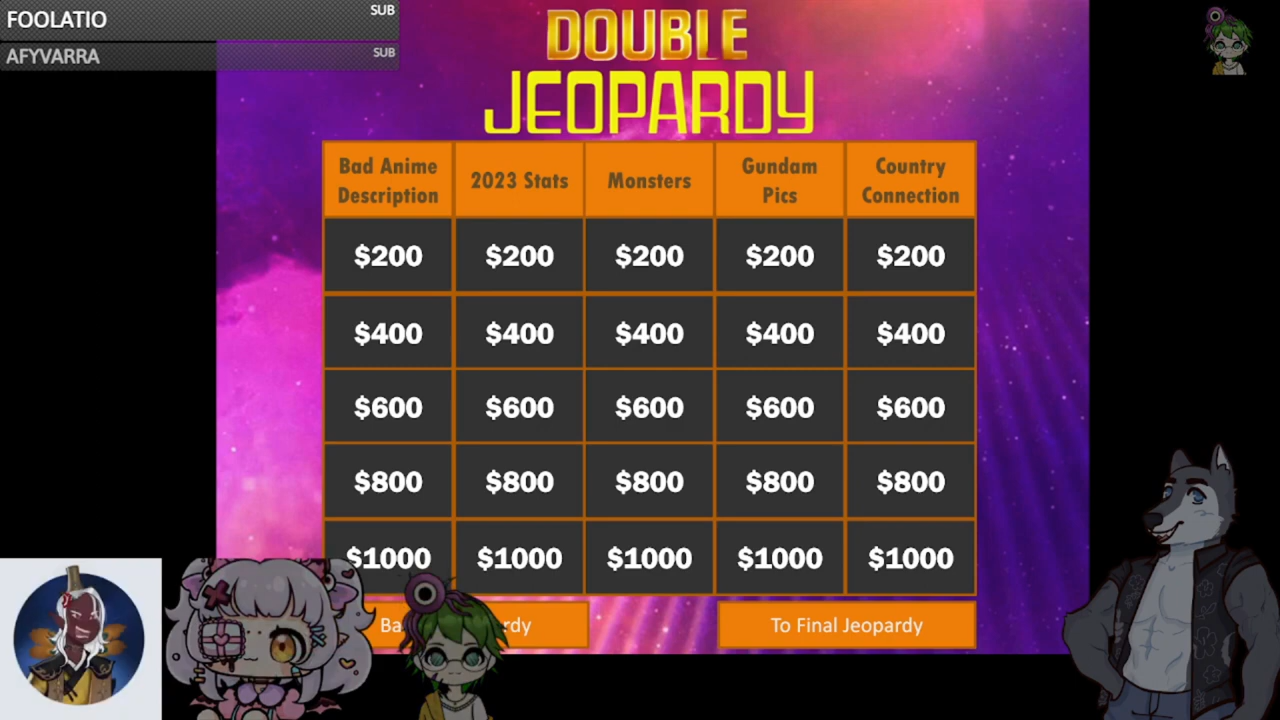 FOOLATIO SUB
AFYVARRA SUB
DOUBLE
JEOPARDY
Bad Anime Description 2023 Stats Monsters Gundam Pics Country Connection
$200 $200 $200 $200 $200
$400 $400 $400 $400 $400
$600 $600 $600 $600 $600
$800 $800 $800 $800 $800
$1000 $1000 $1000 $1000 $1000
To Final Jeopardy